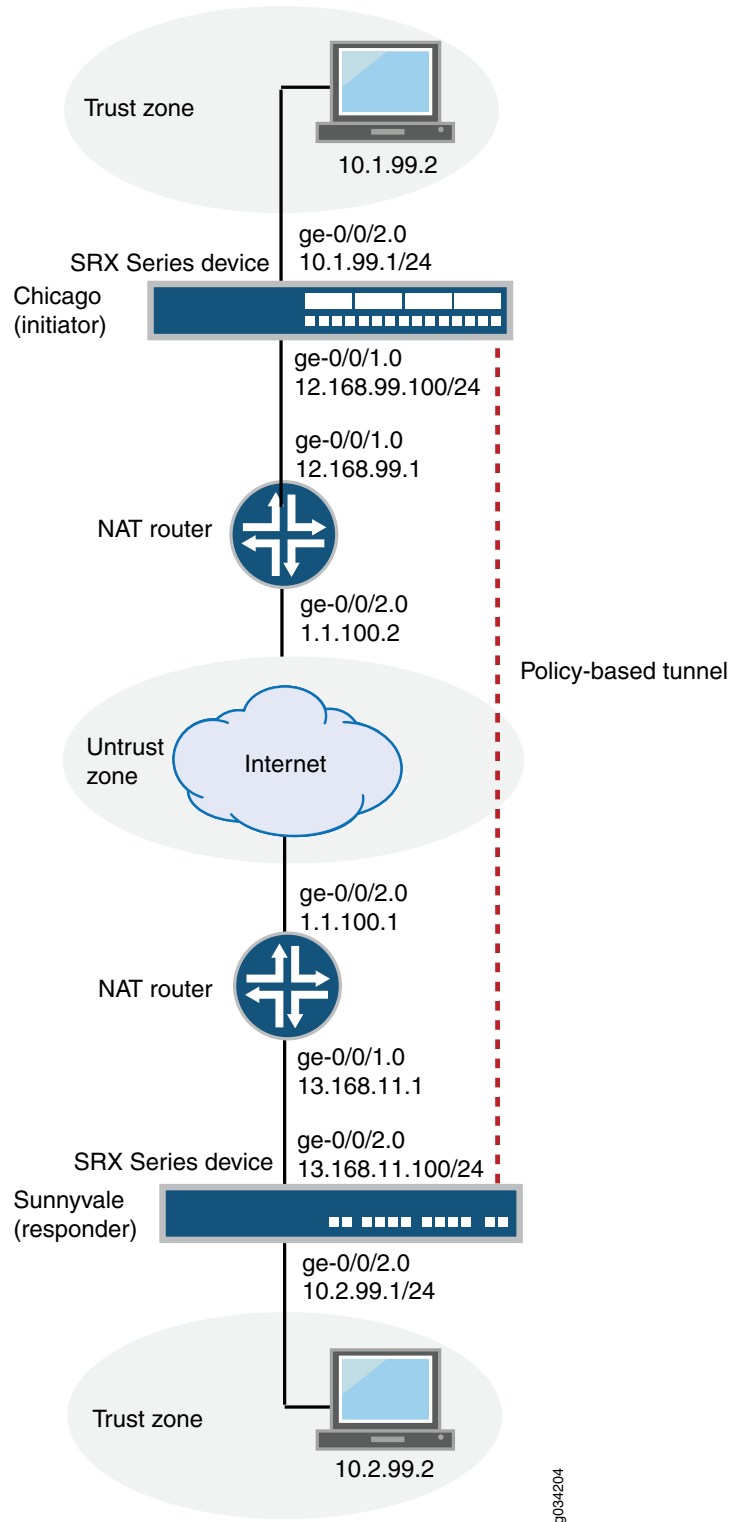 Trust zone
10.1.99.2
ge-0/0/2.0
SRX Series device
10.1.99.1/24
Chicago
(initiator)
ge-0/0/1.0
12.168.99.100/24
ge-0/0/1.0
12.168.99.1
NAT router
ge-0/0/2.0
1.1.100.2
Policy-based tunnel
Untrust
zone
Internet
ge-0/0/2.0
1.1.100.1
NAT router
ge-0/0/1.0
13.168.11.1
ge-0/0/2.0
SRX Series device
13.168.11.100/24
Sunnyvale
(responder)
ge-0/0/2.0
10.2.99.1/24
Trust zone
10.2.99.2
g034204